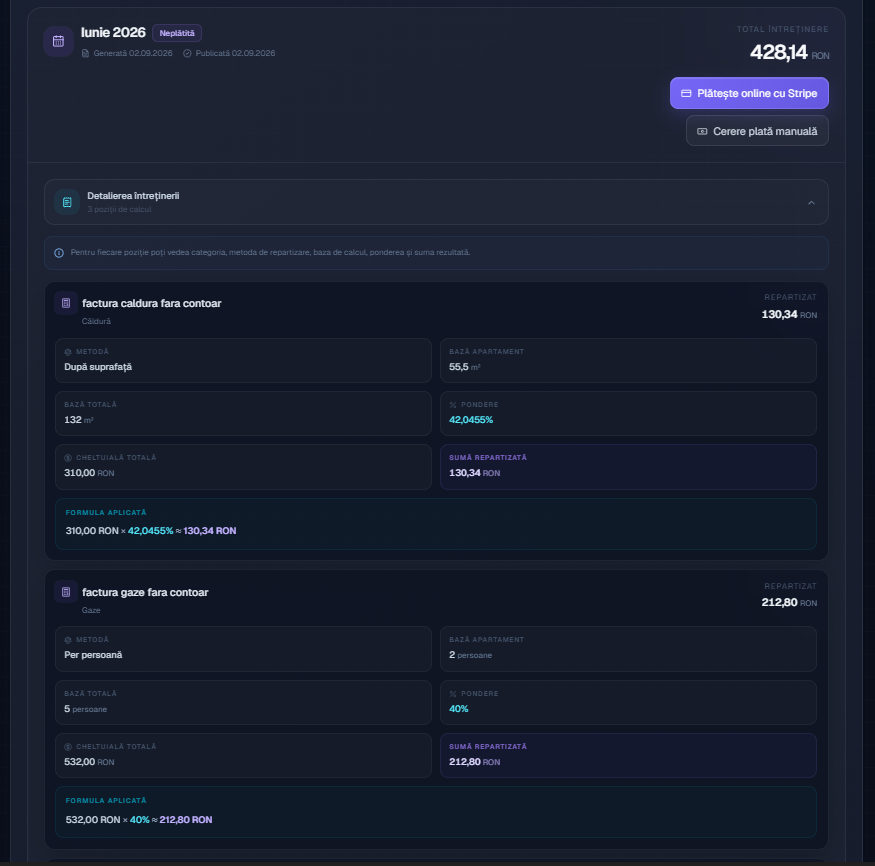 Iunie 2026 Neplătită
Generată 02.09.2026 Publicată 02.09.2026
TOTAL ÎNTREȚINERE
428,14 RON
Plătește online cu Stripe
Cerere plată manuală
Detalierea întreținerii
3 poziții de calcul
Pentru fiecare poziție poți vedea categoria, metoda de repartizare, baza de calcul, ponderea și suma rezultată.
factura caldura fara contoar
Căldură
REPARTIZAT
130,34 RON
METODĂ
După suprafață
BAZĂ APARTAMENT
55,5 m²
BAZĂ TOTALĂ
132 m²
PONDERE
42,0455%
CHELTUIALĂ TOTALĂ
310,00 RON
SUMĂ REPARTIZATĂ
130,34 RON
FORMULA APLICATĂ
310,00 RON × 42,0455% ≈ 130,34 RON
factura gaze fara contoar
Gaze
REPARTIZAT
212,80 RON
METODĂ
Per persoană
BAZĂ APARTAMENT
2 persoane
BAZĂ TOTALĂ
5 persoane
PONDERE
40%
CHELTUIALĂ TOTALĂ
532,00 RON
SUMĂ REPARTIZATĂ
212,80 RON
FORMULA APLICATĂ
532,00 RON × 40% ≈ 212,80 RON